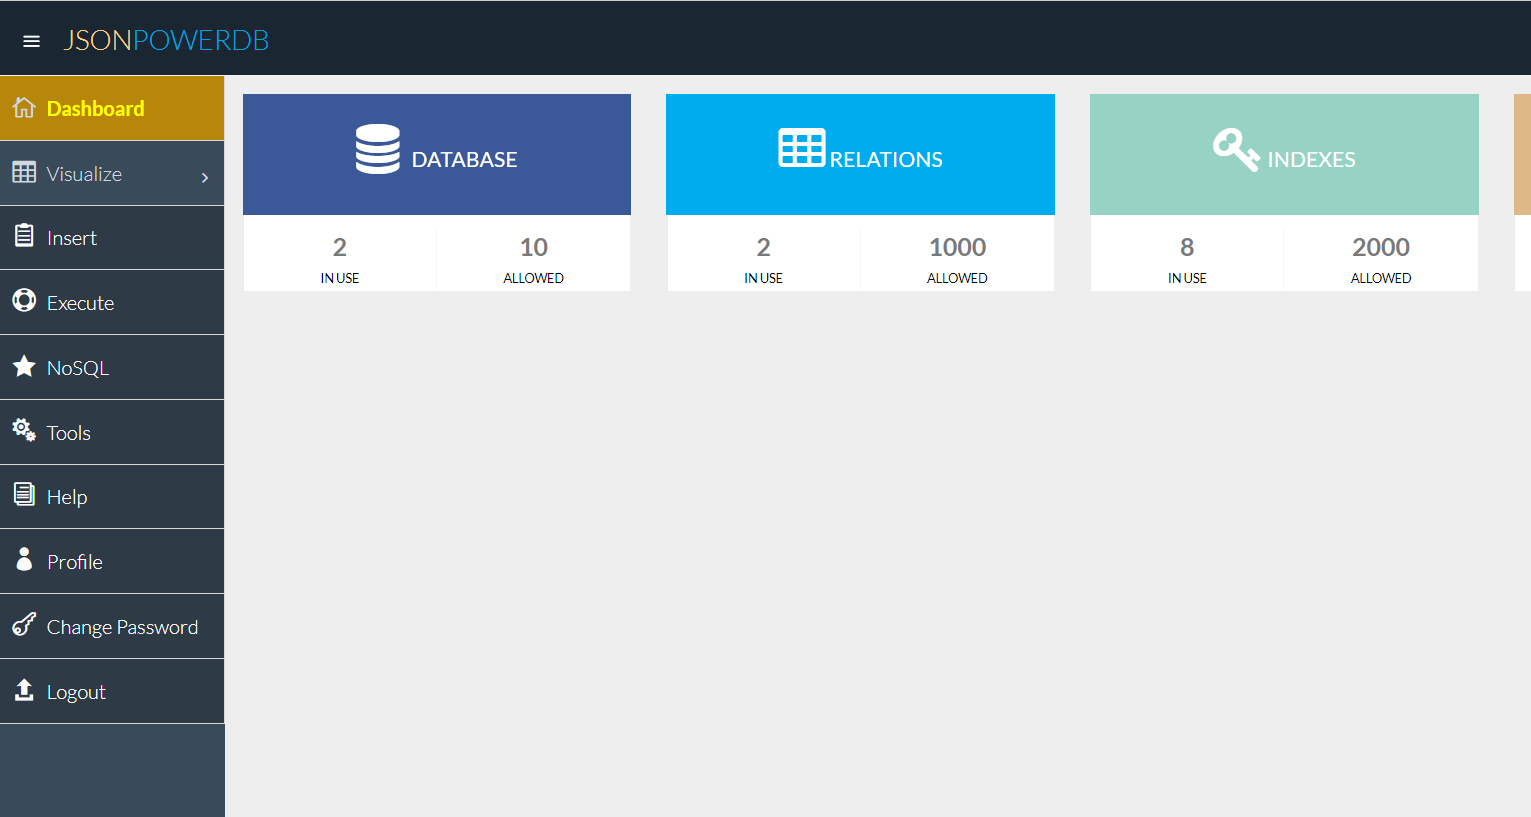 JSONPOWERDB
Dashboard
Visualize
Insert
Execute
NoSQL
Tools
Help
Profile
Change Password
Logout
DATABASE
2 10
IN USE ALLOWED
RELATIONS
2 1000
IN USE ALLOWED
INDEXES
8 2000
IN USE ALLOWED